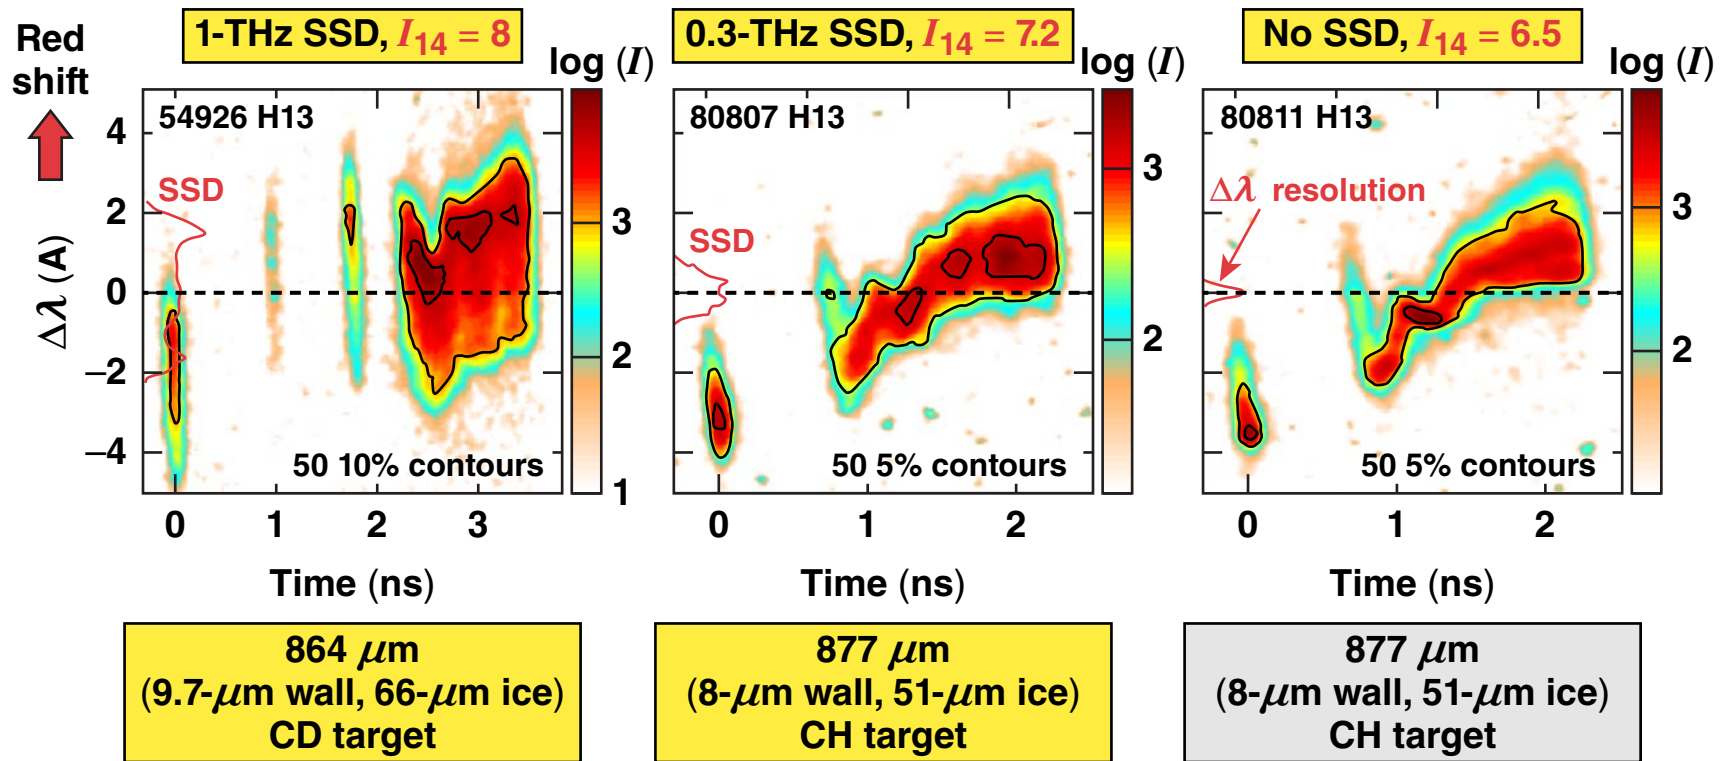 Red
shift
1-THz SSD, I14 = 8
0.3-THz SSD, I14 = 7.2
No SSD, I14 = 6.5
log (I)
log (I)
log (I)
54926 H13
80807 H13
80811 H13
SSD
SSD
Δλ resolution
Δλ (A)
4
2
0
–2
–4
3
2
1
3
2
3
2
50 10% contours
50 5% contours
50 5% contours
0 1 2 3
0 1 2
0 1 2
Time (ns)
Time (ns)
Time (ns)
864 μm
(9.7-μm wall, 66-μm ice)
CD target
877 μm
(8-μm wall, 51-μm ice)
CH target
877 μm
(8-μm wall, 51-μm ice)
CH target